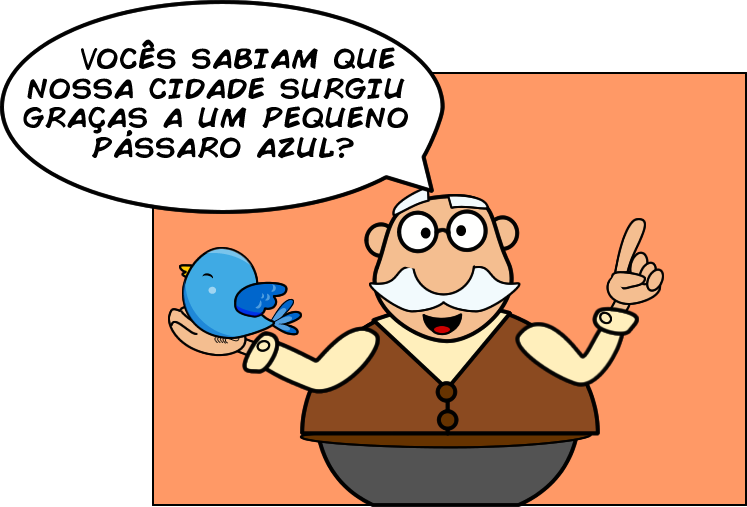 VOCÊS SABIAM QUE
NOSSA CIDADE SURGIU
GRAÇAS A UM PEQUENO
PÁSSARO AZUL?